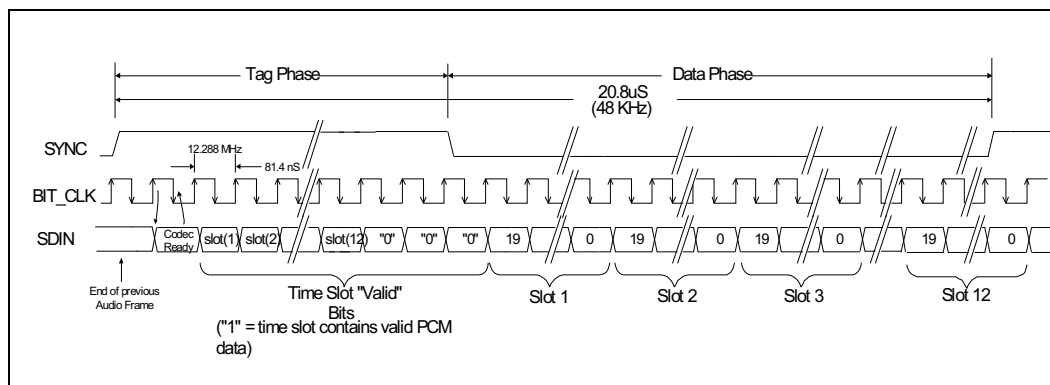 Tag Phase
Data Phase
20.8uS
(48 KHz)
SYNC
12.288 MHz
81.4 nS
BIT_CLK
SDIN
Codec
Ready
slot(1)
slot(2)
slot(12)
"0"
"0"
"0"
19
0
19
0
19
0
19
0
End of previous
Audio Frame
Time Slot "Valid"
Bits
("1" = time slot contains valid PCM
data)
Slot 1
Slot 2
Slot 3
Slot 12